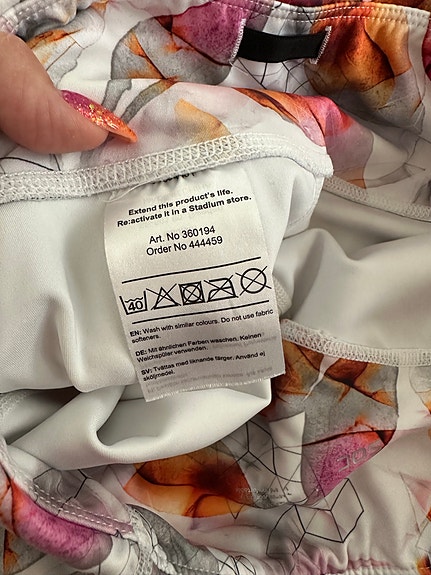 Extend this product's life.
Re:activate it in a Stadium store.
Art. No 360194
Order No 444459
40
EN: Wash with similar colours. Do not use fabric
softeners.
DE: Mit ähnlichen Farben waschen. Keinen
Weichspüler verwenden.
SV: Tvättas med liknande färger. Använd ej
sköljmedel.